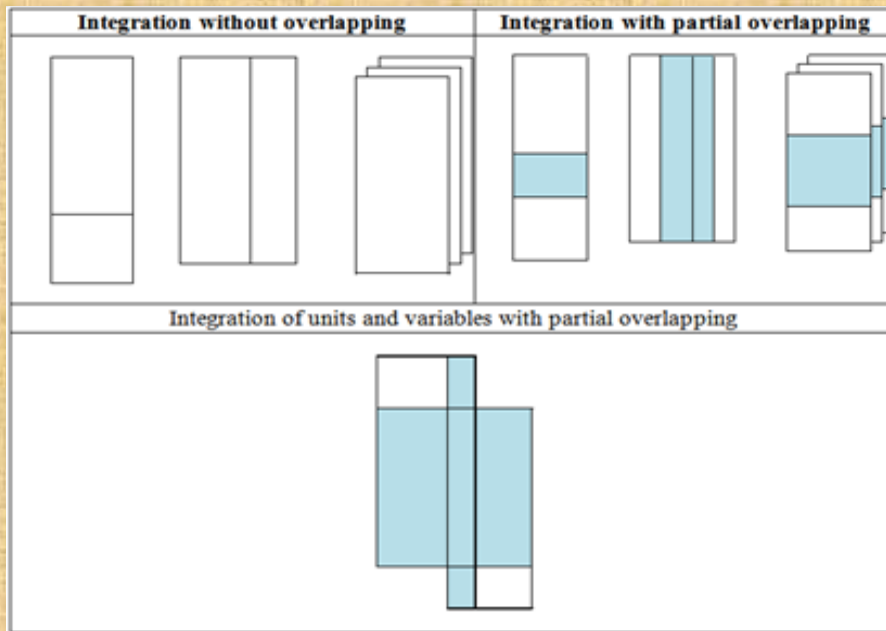 Integration without overlapping
Integration with partial overlapping
Integration of units and variables with partial overlapping